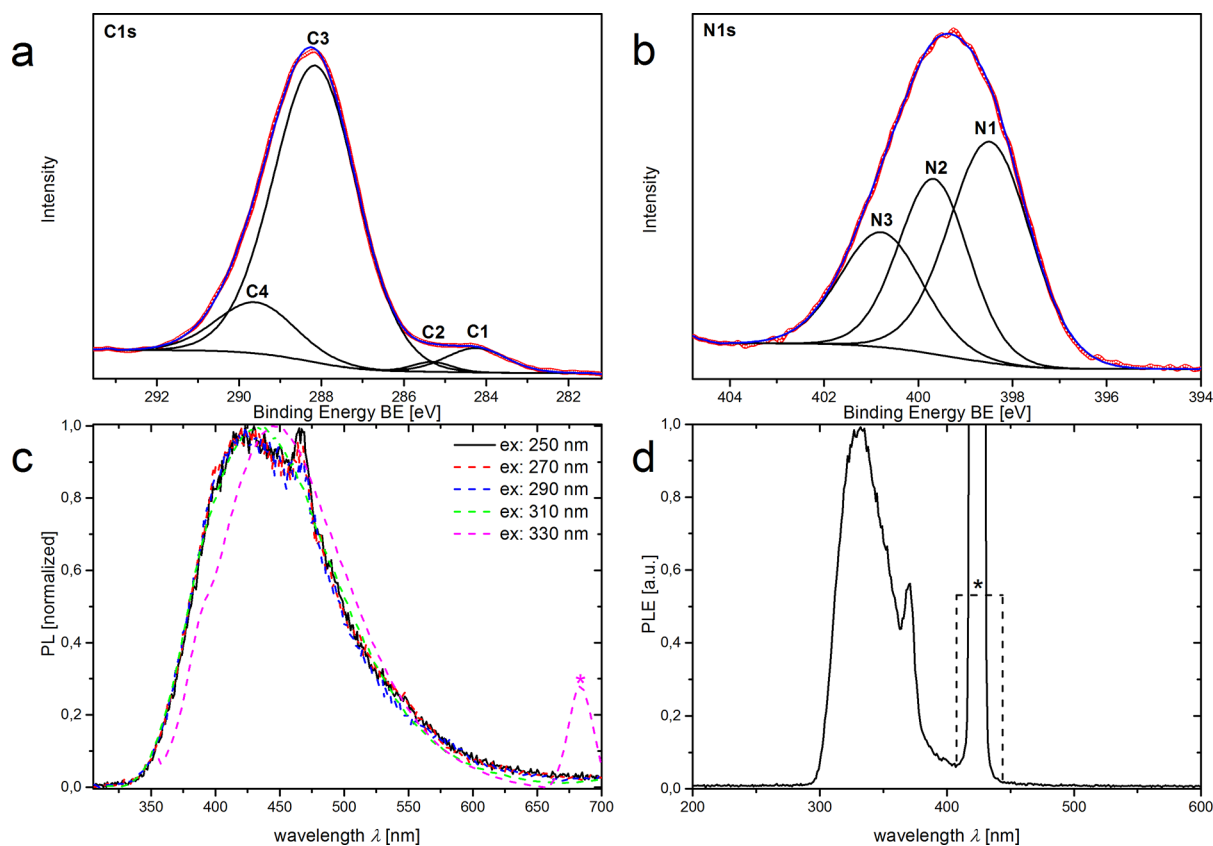 a
C1s
C3
C4
C2
C1
Intensity
292
290
288
286
284
282
Binding Energy BE [eV]
b
N1s
N1
N2
N3
Intensity
404
402
400
398
396
394
Binding Energy BE [eV]
c
1,0
0,8
0,6
0,4
0,2
0,0
PL [normalized]
ex: 250 nm
ex: 270 nm
ex: 290 nm
ex: 310 nm
ex: 330 nm
*
350
400
450
500
550
600
650
700
wavelength λ [nm]
d
1,0
0,8
0,6
0,4
0,2
0,0
PLE [a.u.]
*
200
300
400
500
600
wavelength λ [nm]